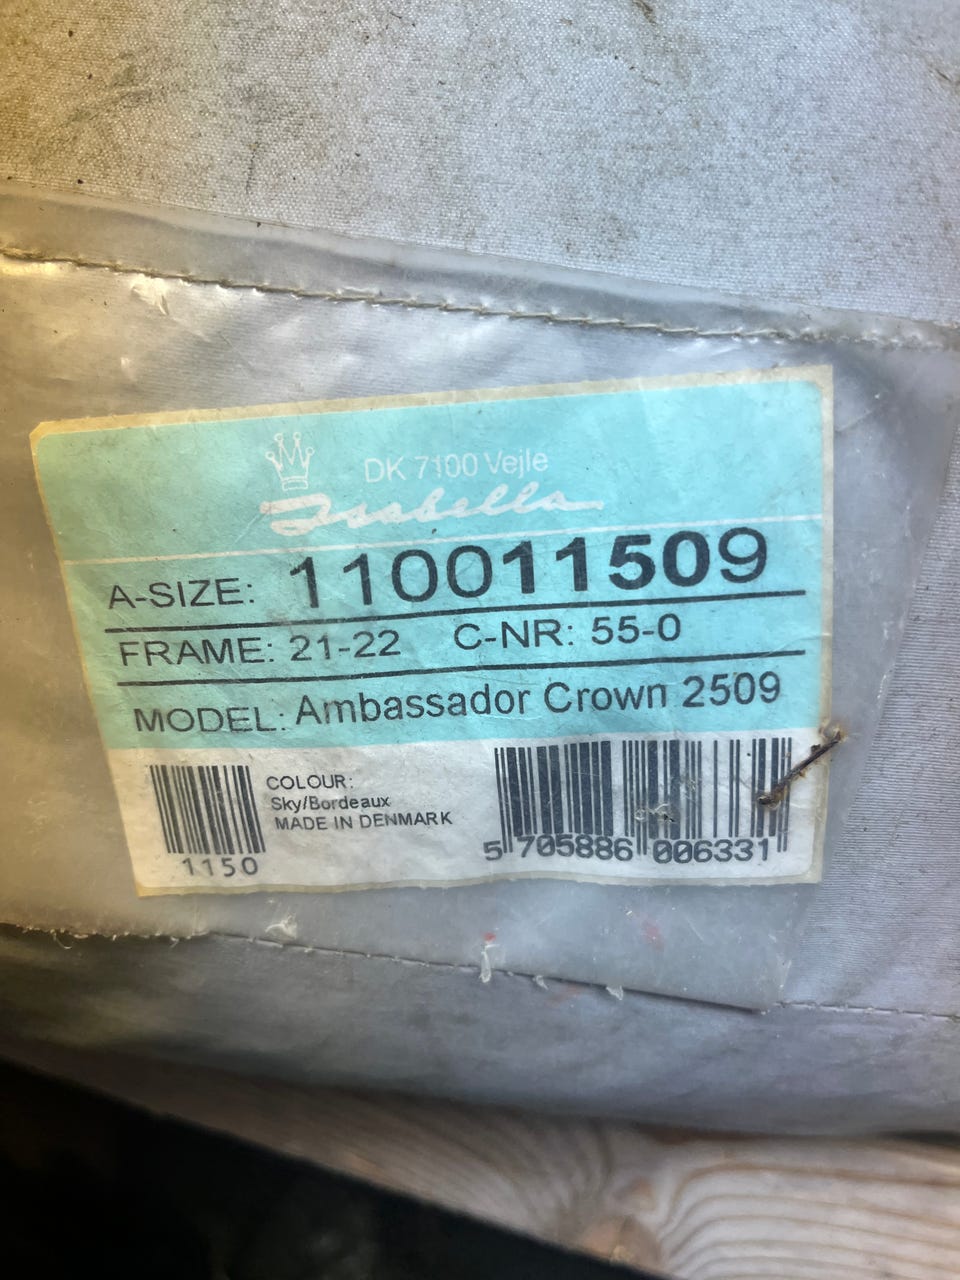 DK 7100 Vejle
Isabella
A-SIZE: 110011509
FRAME: 21-22 C-NR: 55-0
MODEL: Ambassador Crown 2509
COLOUR:
Sky/Bordeaux
MADE IN DENMARK
1150
5 705886 006331